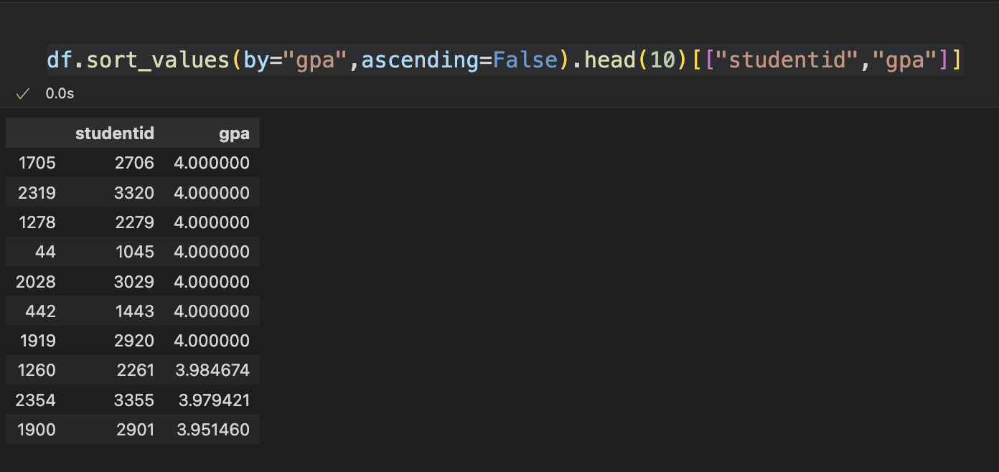 df.sort_values(by="gpa",ascending=False).head(10)[["studentid","gpa"]]
0.0s
studentid gpa
1705 2706 4.000000
2319 3320 4.000000
1278 2279 4.000000
44 1045 4.000000
2028 3029 4.000000
442 1443 4.000000
1919 2920 4.000000
1260 2261 3.984674
2354 3355 3.979421
1900 2901 3.951460